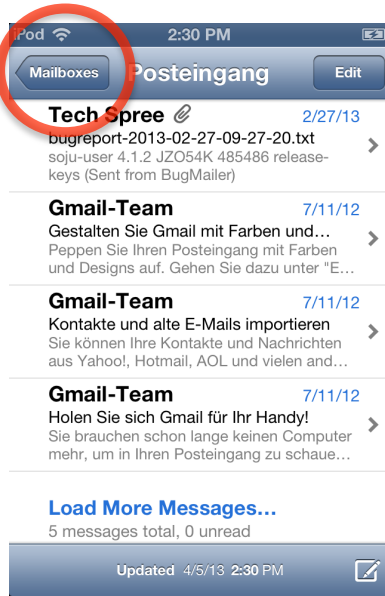 iPod 2:30 PM
Mailboxes Posteingang Edit
Tech Spree 2/27/13
bugreport-2013-02-27-09-27-20.txt
soju-user 4.1.2 JZO54K 485486 release-
keys (Sent from BugMailer)
Gmail-Team 7/11/12
Gestalten Sie Gmail mit Farben und…
Peppen Sie Ihren Posteingang mit Farben
und Designs auf. Gehen Sie dazu unter "E…
Gmail-Team 7/11/12
Kontakte und alte E-Mails importieren
Sie können Ihre Kontakte und Nachrichten
aus Yahoo!, Hotmail, AOL und vielen and…
Gmail-Team 7/11/12
Holen Sie sich Gmail für Ihr Handy!
Sie brauchen schon lange keinen Computer
mehr, um in Ihren Posteingang zu schaue…
Load More Messages…
5 messages total, 0 unread
Updated 4/5/13 2:30 PM